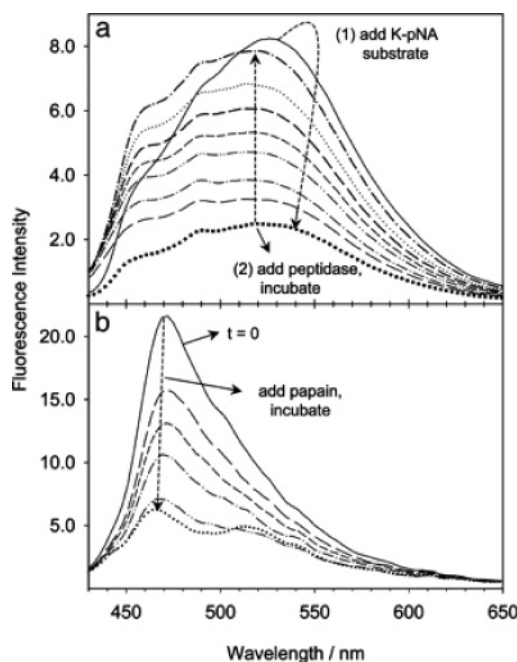 a
(1) add K-pNA
substrate
8.0
6.0
4.0
2.0
(2) add peptidase,
incubate
Fluorescence Intensity
b
t = 0
20.0
add papain,
incubate
15.0
10.0
5.0
450 500 550 600 650
Wavelength / nm